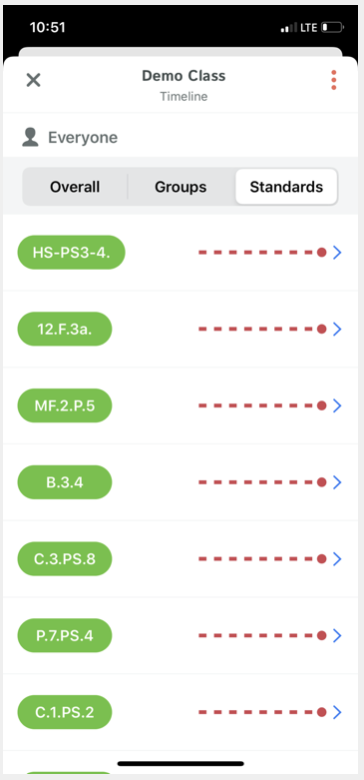 10:51 LTE
Demo Class
Timeline
Everyone
Overall Groups Standards
HS-PS3-4.
12.F.3a.
MF.2.P.5
B.3.4
C.3.PS.8
P.7.PS.4
C.1.PS.2